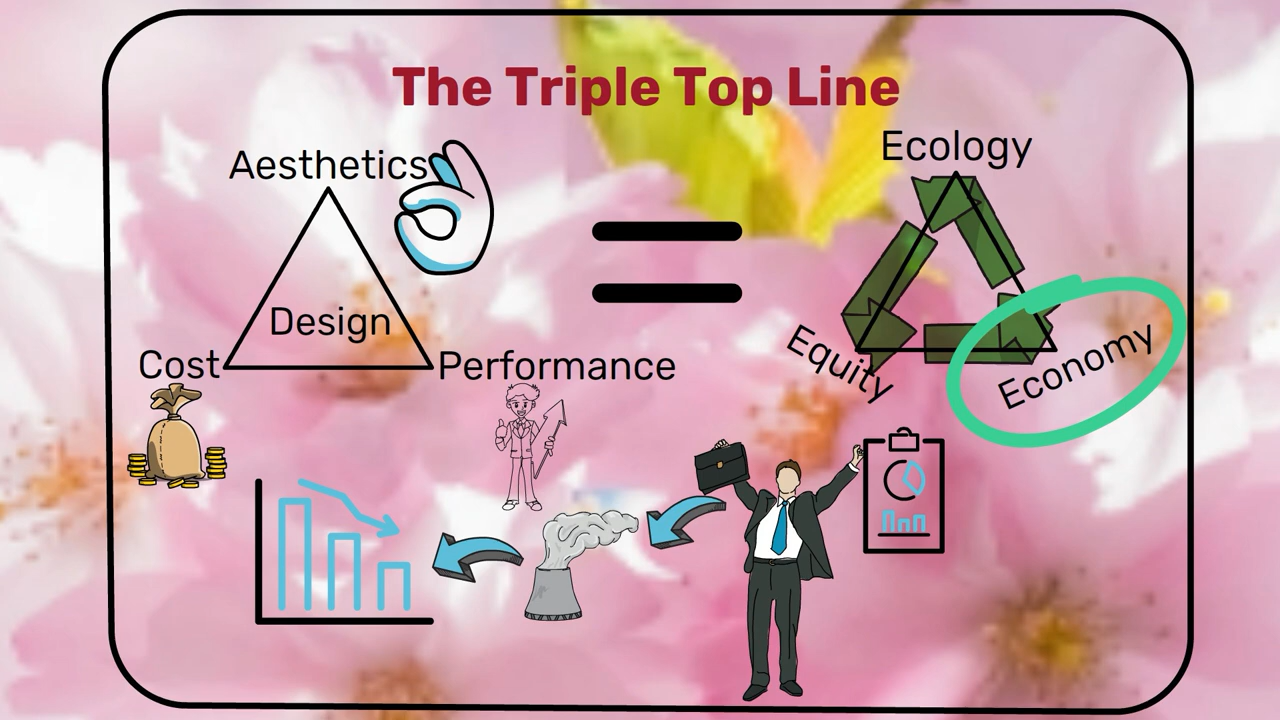 The Triple Top Line
Aesthetics
Design
Cost
Performance
Ecology
Equity
Economy